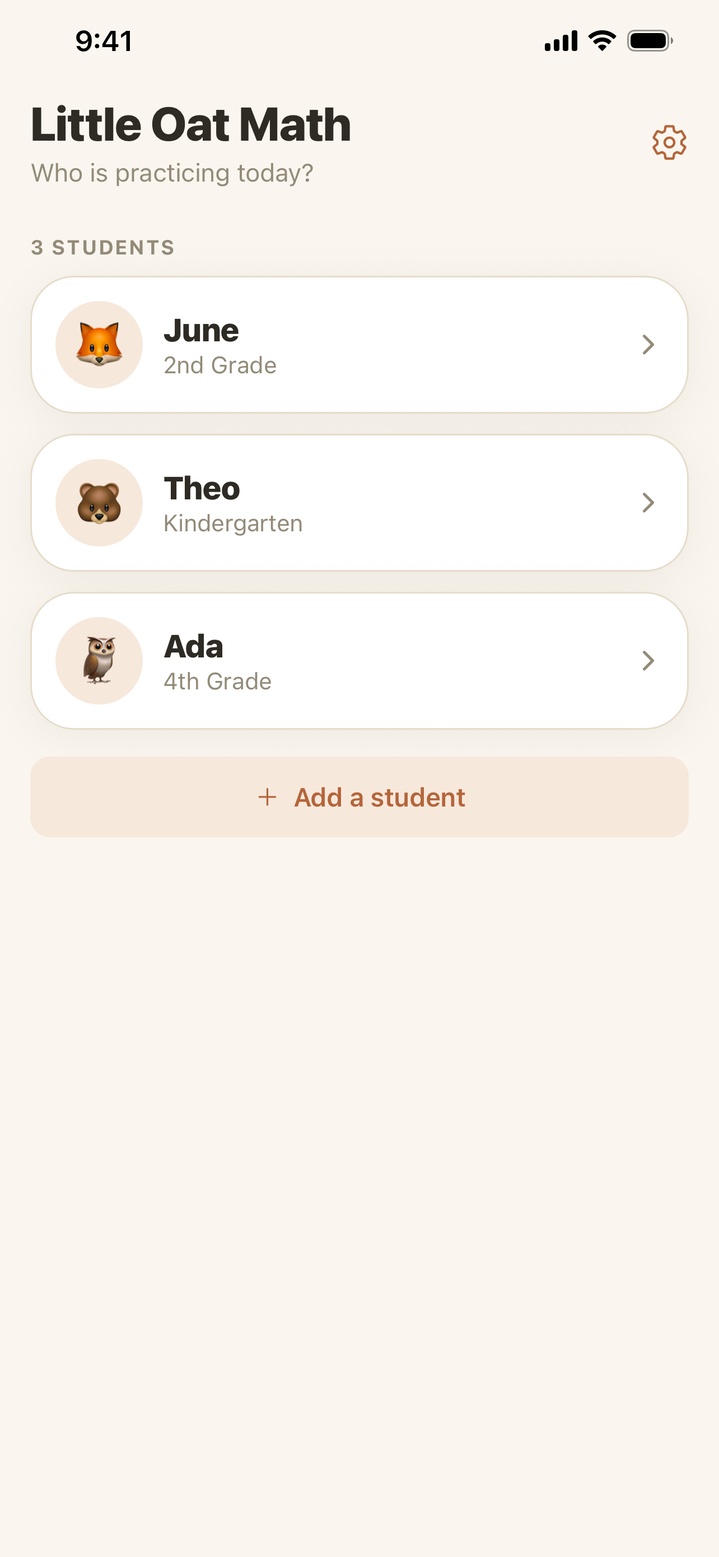 9:41
Little Oat Math
Who is practicing today?
3 STUDENTS
June
2nd Grade
Theo
Kindergarten
Ada
4th Grade
+ Add a student